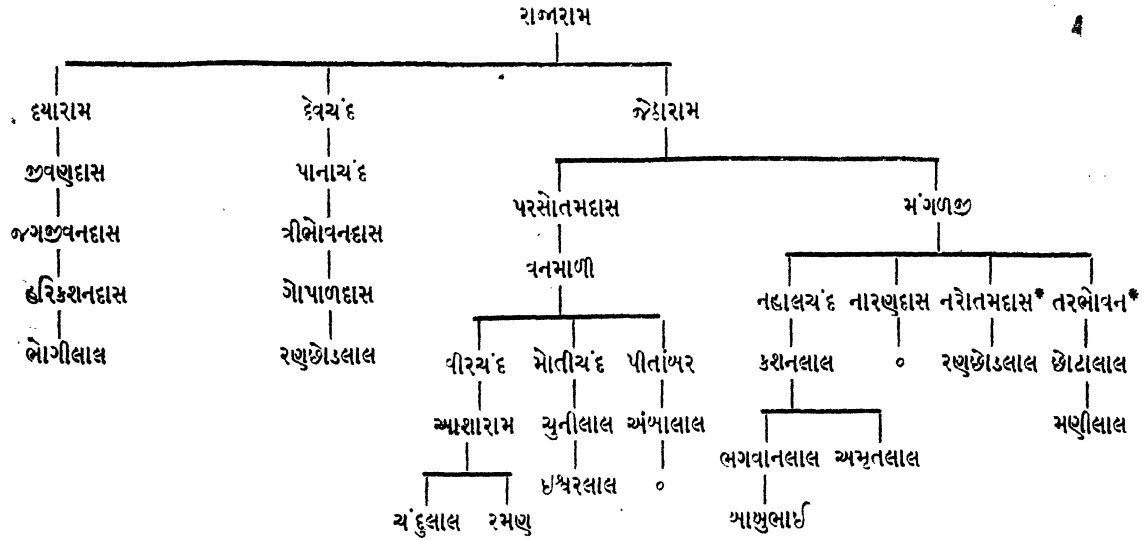 રાજારામ
દયારામ દેવચંદ જેઠારામ
જીવણદાસ પાનાચંદ
પરસોતમદાસ મંગળજી
જગજીવનદાસ ત્રીભોવનદાસ
વનમાળી
હરિકશનદાસ ગોપાળદાસ નહાલચંદ નારણદાસ નરોતમદાસ* તરભોવન*
ભોગીલાલ રણછોડલાલ વીરચંદ મોતીચંદ પીતાંબર કશનલાલ ૦ રણછોડલાલ છોટાલાલ
આશારામ ચુનીલાલ અંબાલાલ મણીલાલ
ભગવાનલાલ અમૃતલાલ
ઇશ્વરલાલ ૦
ચંદુલાલ રમણ બાબુભાઈ